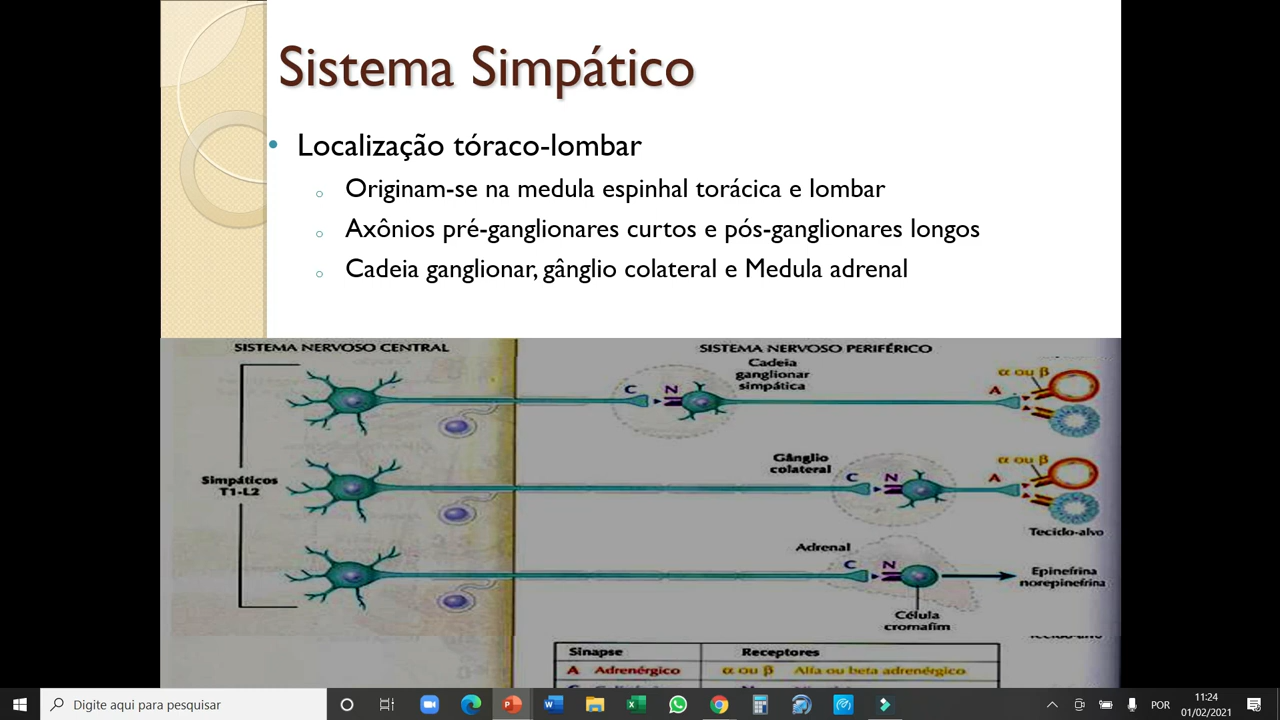 Sistema Simpático
• Localização tóraco-lombar
o Originam-se na medula espinhal torácica e lombar
o Axônios pré-ganglionares curtos e pós-ganglionares longos
o Cadeia ganglionar, gânglio colateral e Medula adrenal
SISTEMA NERVOSO CENTRAL
SISTEMA NERVOSO PERIFÉRICO
Cadeia
ganglionar
simpática
C N
A
α ou β
Simpáticos
T1-L2
Gânglio
colateral
C N
A
α ou β
Tecido-alvo
Adrenal
C N
Epinefrina
norepinefrina
Célula
cromafim
Sinapse Receptores
A Adrenérgico α ou β Alfa ou beta adrenérgico
Digite aqui para pesquisar
POR
11:24
01/02/2021